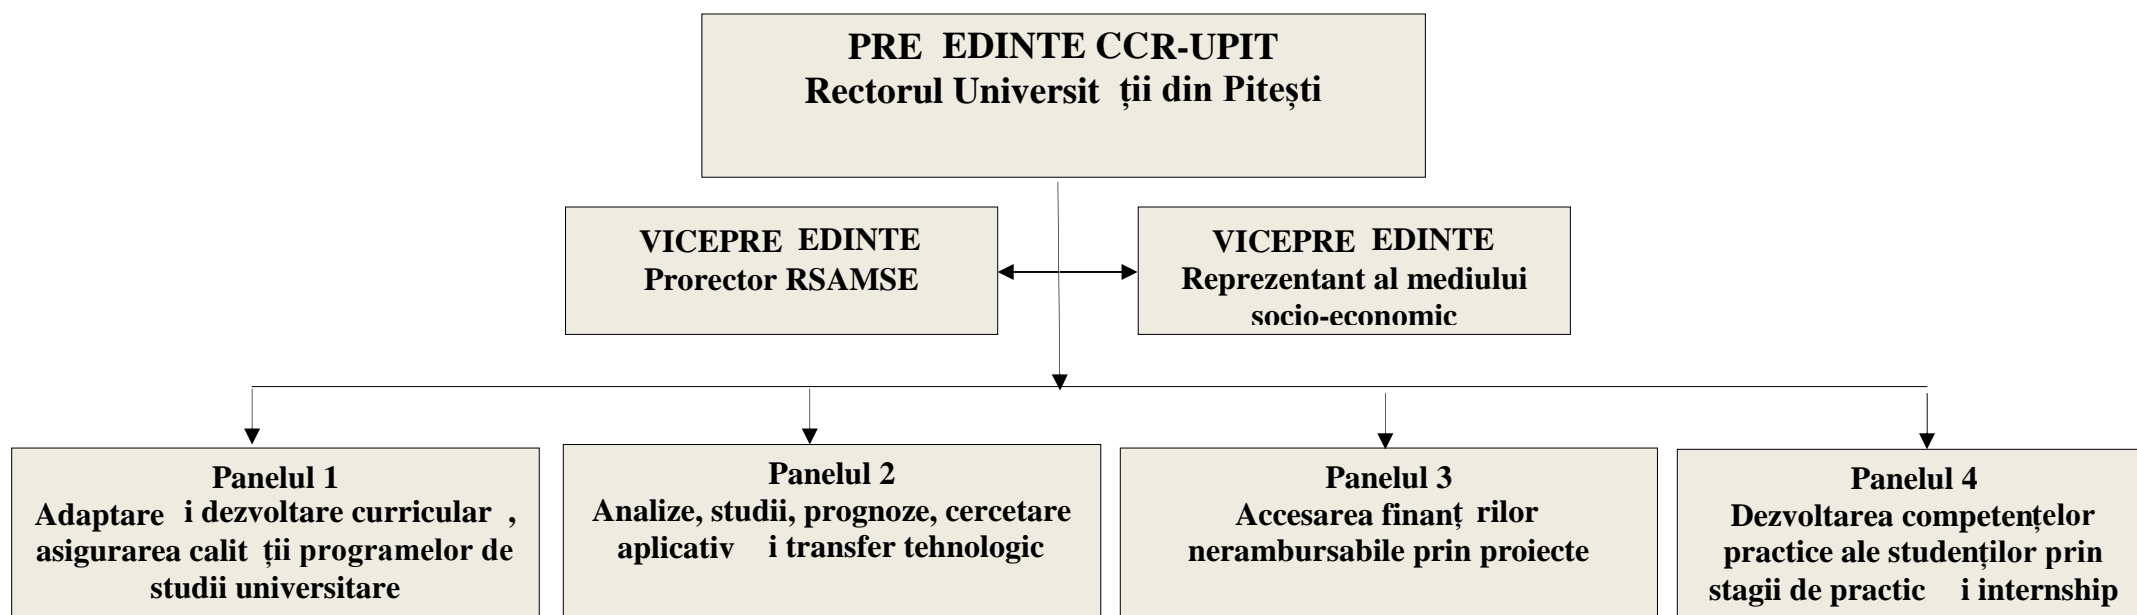 PRE EDINTE CCR-UPIT
Rectorul Universit ții din Pitești
VICEPRE EDINTE
Prorector RSAMSE
VICEPRE EDINTE
Reprezentant al mediului
socio-economic
Panelul 1
Adaptare i dezvoltare curricular ,
asigurarea calit ții programelor de
studii universitare
Panelul 2
Analize, studii, prognoze, cercetare
aplicativ i transfer tehnologic
Panelul 3
Accesarea finanț rilor
nerambursabile prin proiecte
Panelul 4
Dezvoltarea competențelor
practice ale studenților prin
stagii de practic i internship